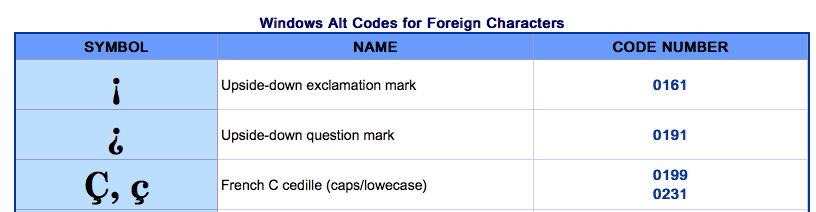 Windows Alt Codes for Foreign Characters
SYMBOL NAME CODE NUMBER
¡ Upside-down exclamation mark 0161
¿ Upside-down question mark 0191
Ç, ç French C cedille (caps/lowecase) 0199
0231